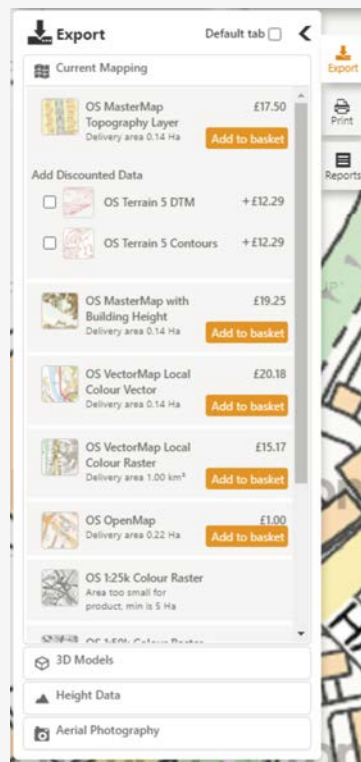 Export
Default tab
Current Mapping
OS MasterMap
Topography Layer
Delivery area 0.14 Ha
£17.50
Add to basket
Add Discounted Data
OS Terrain 5 DTM
+£12.29
OS Terrain 5 Contours
+£12.29
OS MasterMap with
Building Height
Delivery area 0.14 Ha
£19.25
Add to basket
OS VectorMap Local
Colour Vector
Delivery area 0.14 Ha
£20.18
Add to basket
OS VectorMap Local
Colour Raster
Delivery area 1.00 km²
£15.17
Add to basket
OS OpenMap
Delivery area 0.22 Ha
£1.00
Add to basket
OS 1:25k Colour Raster
Area too small for
product, min is 5 Ha
OS 1:50k Colour Raster
3D Models
Height Data
Aerial Photography
Export
Print
Reports